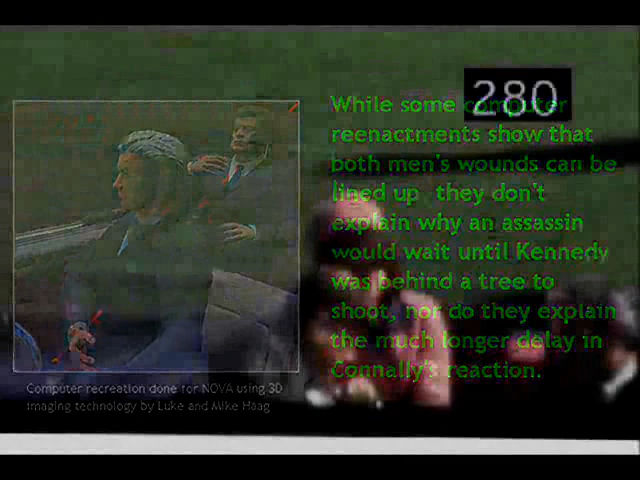 280
While some computer
reenactments show that
both men's wounds can be
lined up they don't
explain why an assassin
would wait until Kennedy
was behind a tree to
shoot, nor do they explain
the much longer delay in
Connally's reaction.
Computer recreation done for NOVA using 3D
imaging technology by Luke and Mike Haag